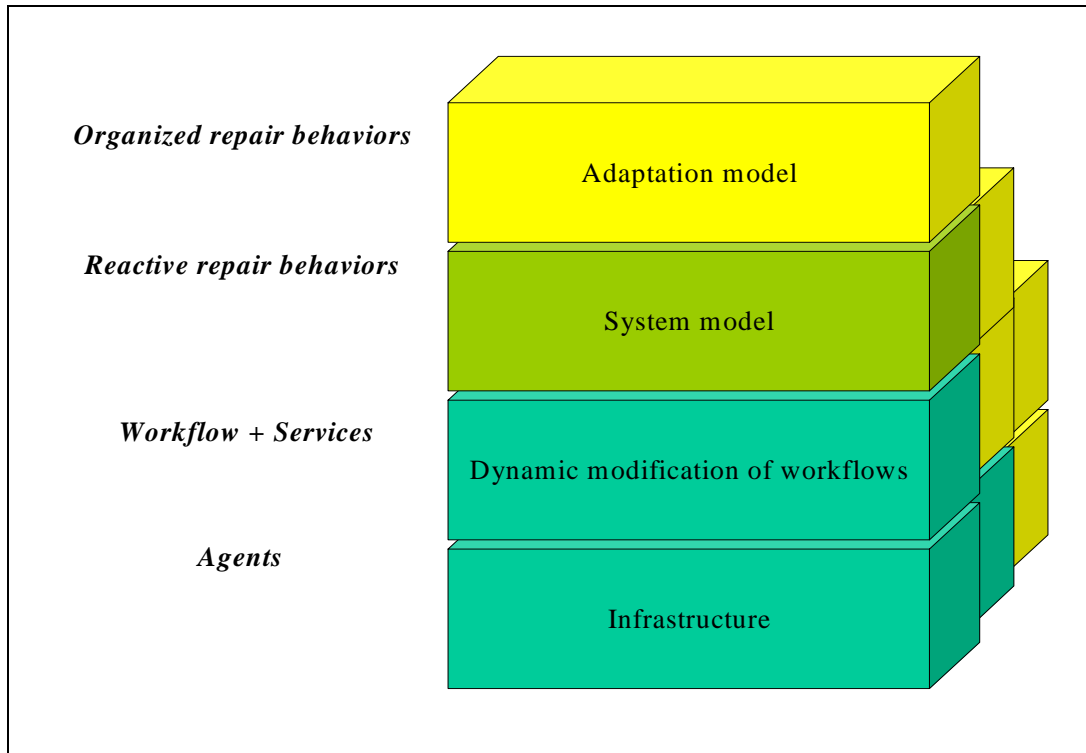 Organized repair behaviors
Adaptation model
Reactive repair behaviors
System model
Workflow + Services
Dynamic modification of workflows
Agents
Infrastructure